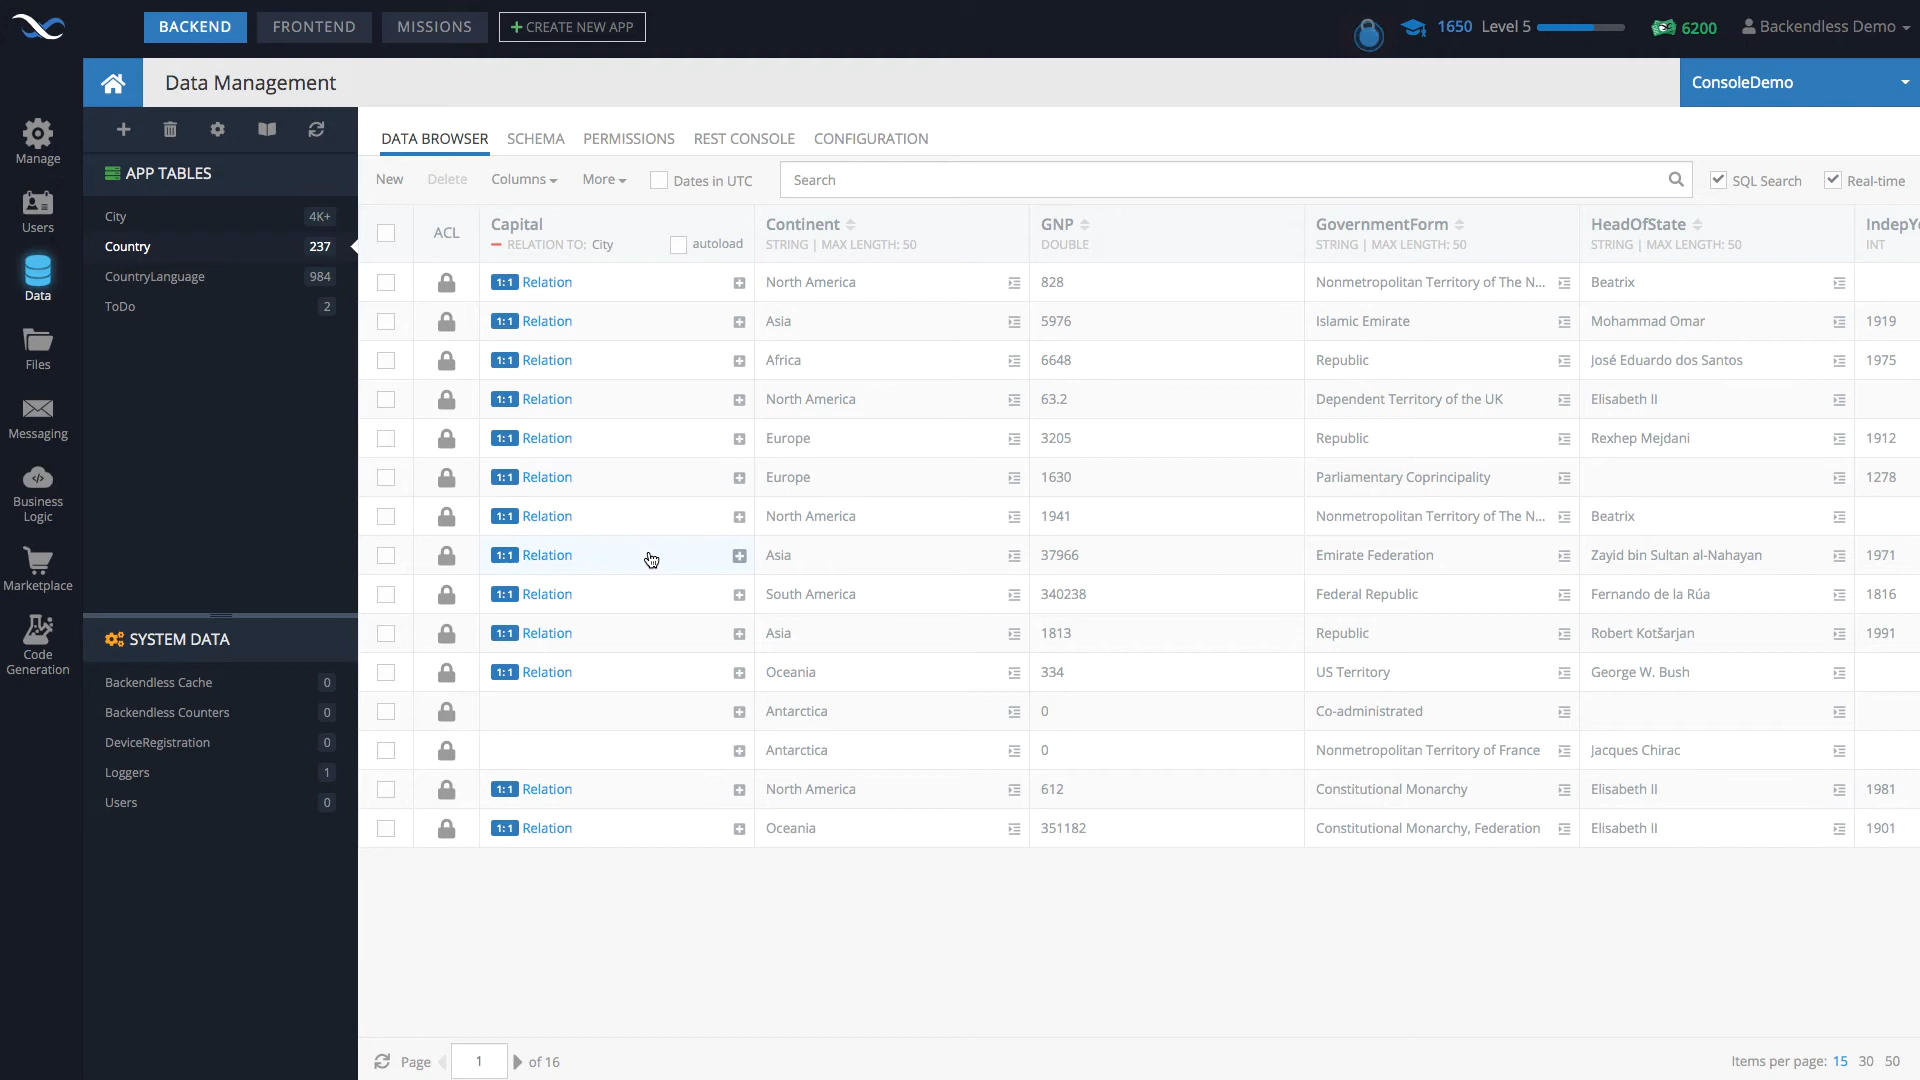 BACKEND FRONTEND MISSIONS + CREATE NEW APP 1650 Level 5 6200 Backendless Demo
Data Management ConsoleDemo
DATA BROWSER SCHEMA PERMISSIONS REST CONSOLE CONFIGURATION
New Delete Columns More Dates in UTC Search SQL Search Real-time
Manage
Users
Data
Files
Messaging
Business
Logic
Marketplace
Code
Generation
APP TABLES
City 4K+
Country 237
CountryLanguage 984
ToDo 2
SYSTEM DATA
Backendless Cache 0
Backendless Counters 0
DeviceRegistration 0
Loggers 1
Users 0
ACL Capital Continent GNP GovernmentForm HeadOfState IndepYe
RELATION TO: City autoload STRING | MAX LENGTH: 50 DOUBLE STRING | MAX LENGTH: 50 STRING | MAX LENGTH: 50 INT
1:1 Relation North America 828 Nonmetropolitan Territory of The N... Beatrix
1:1 Relation Asia 5976 Islamic Emirate Mohammad Omar 1919
1:1 Relation Africa 6648 Republic José Eduardo dos Santos 1975
1:1 Relation North America 63.2 Dependent Territory of the UK Elisabeth II
1:1 Relation Europe 3205 Republic Rexhep Mejdani 1912
1:1 Relation Europe 1630 Parliamentary Coprincipality 1278
1:1 Relation North America 1941 Nonmetropolitan Territory of The N... Beatrix
1:1 Relation Asia 37966 Emirate Federation Zayid bin Sultan al-Nahayan 1971
1:1 Relation South America 340238 Federal Republic Fernando de la Rúa 1816
1:1 Relation Asia 1813 Republic Robert Kotšarjan 1991
1:1 Relation Oceania 334 US Territory George W. Bush
Antarctica 0 Co-administrated
Antarctica 0 Nonmetropolitan Territory of France Jacques Chirac
1:1 Relation North America 612 Constitutional Monarchy Elisabeth II 1981
1:1 Relation Oceania 351182 Constitutional Monarchy, Federation Elisabeth II 1901
Page 1 of 16 Items per page: 15 30 50